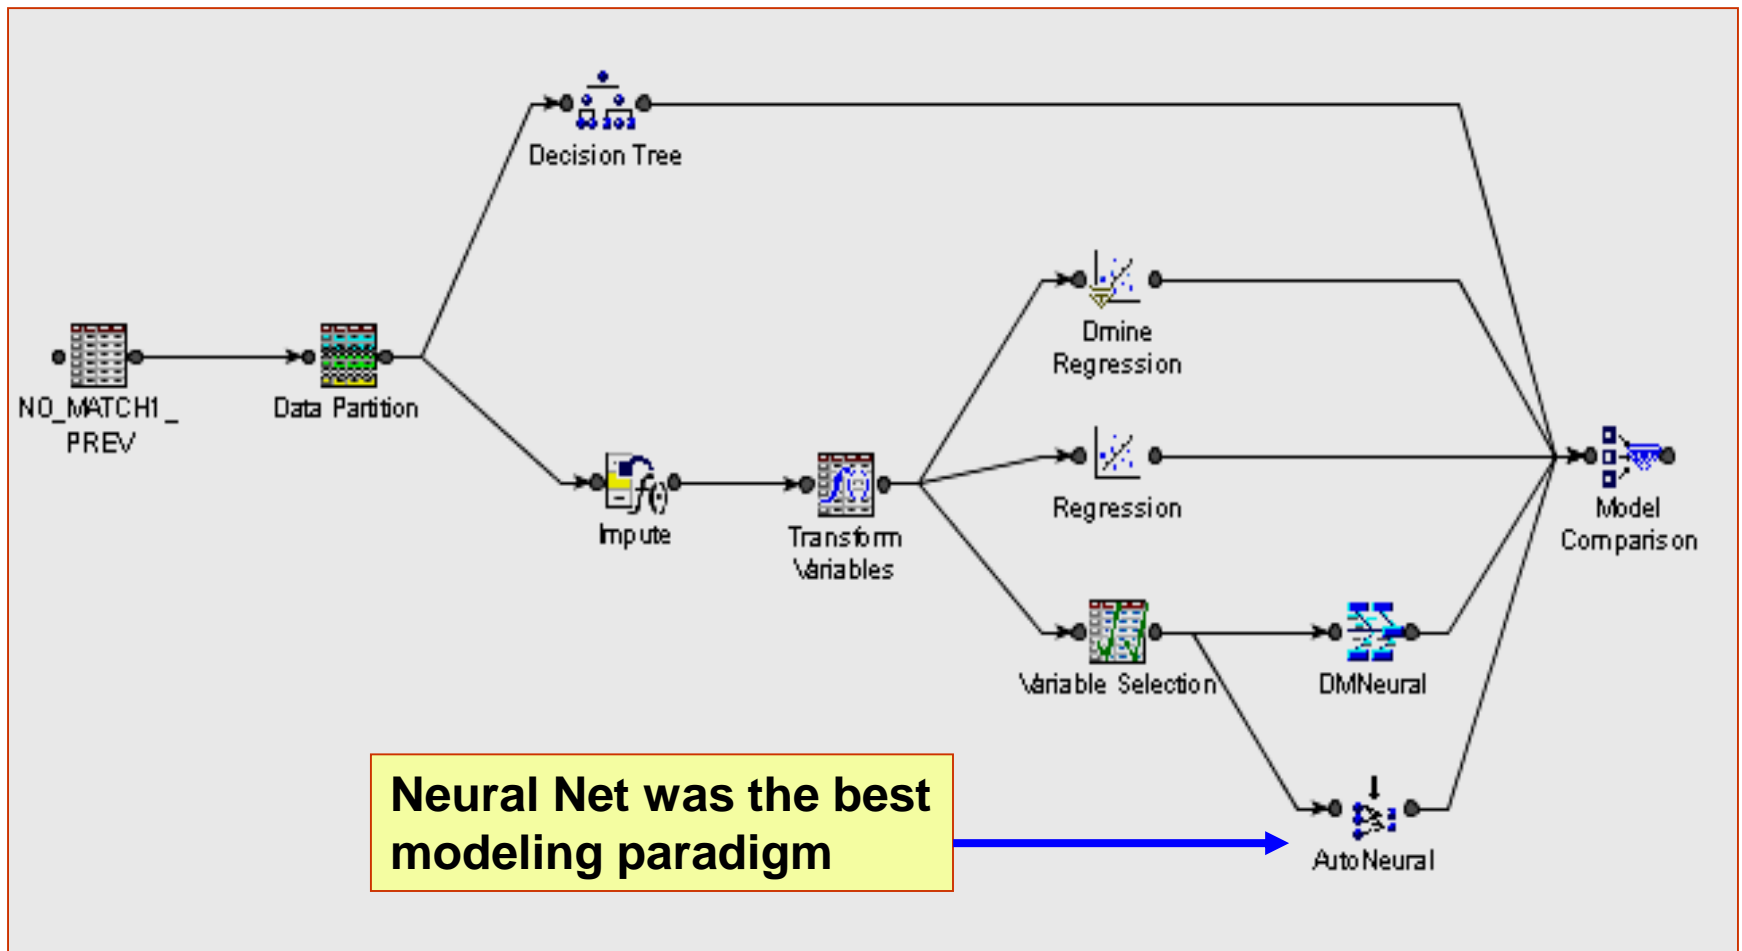 Decision Tree
Dmine
Regression
NO_MATCH1_
PREV
Data Partition
Impute
Transform
Variables
Regression
Model
Comparison
Variable Selection
DMNeural
Neural Net was the best
modeling paradigm
AutoNeural